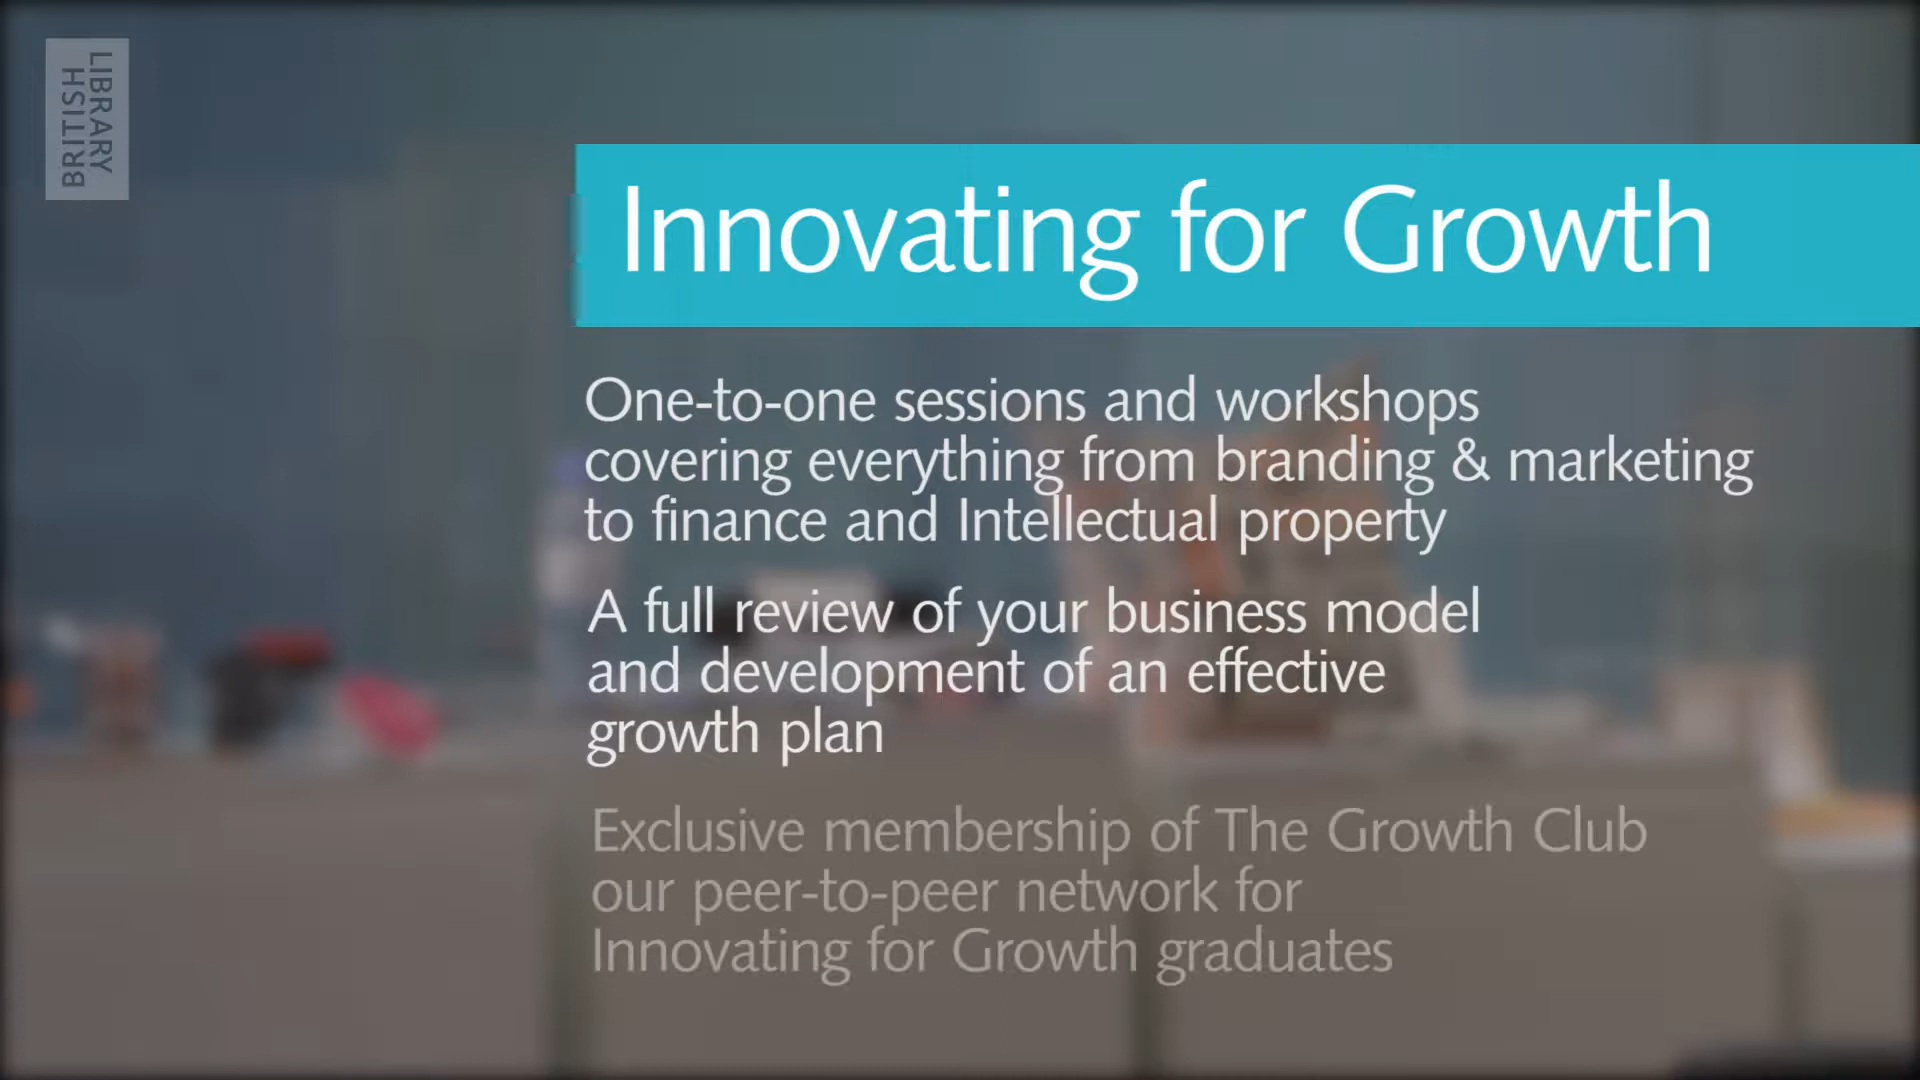 BRITISH
LIBRARY
Innovating for Growth
One-to-one sessions and workshops
covering everything from branding & marketing
to finance and Intellectual property
A full review of your business model
and development of an effective
growth plan
Exclusive membership of The Growth Club
our peer-to-peer network for
Innovating for Growth graduates